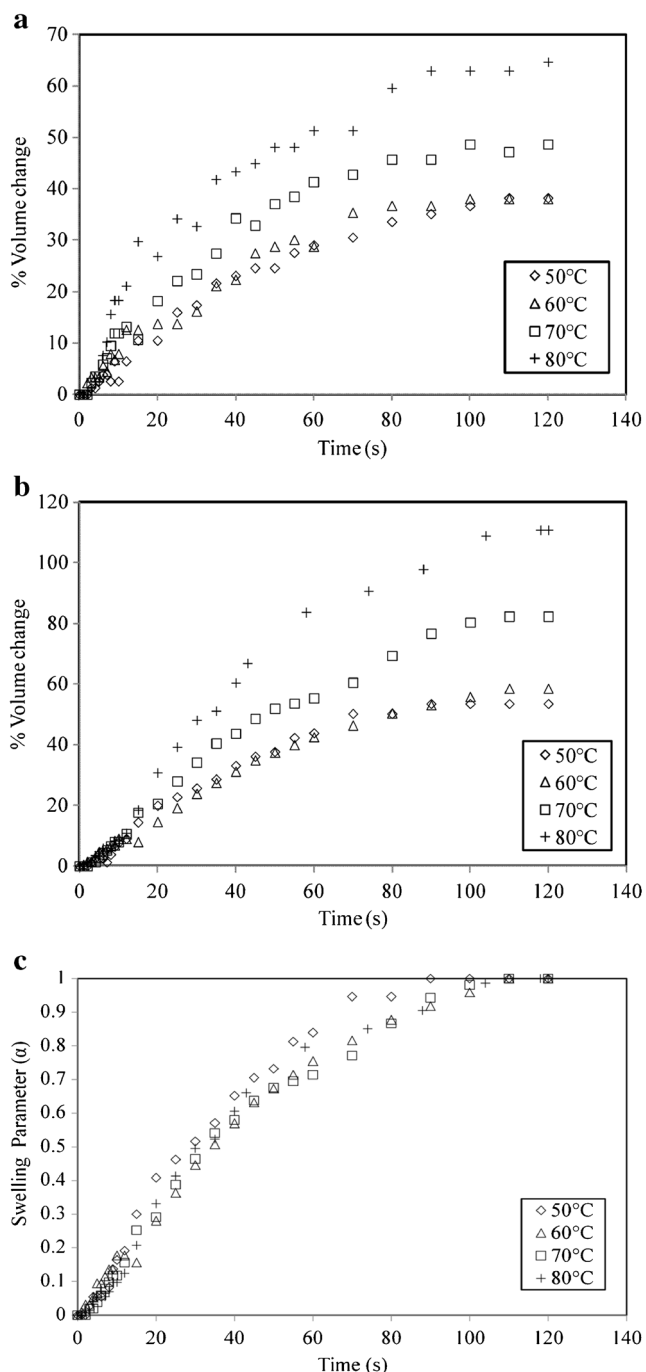 a
70
60
50
40
30
20
10
0
% Volume change
50°C
60°C
70°C
80°C
0 20 40 60 80 100 120 140
Time (s)
b
120
100
80
60
40
20
0
% Volume change
50°C
60°C
70°C
80°C
0 20 40 60 80 100 120 140
Time (s)
c
1
0.9
0.8
0.7
0.6
0.5
0.4
0.3
0.2
0.1
0
Swelling Parameter (α)
50°C
60°C
70°C
80°C
0 20 40 60 80 100 120 140
Time (s)